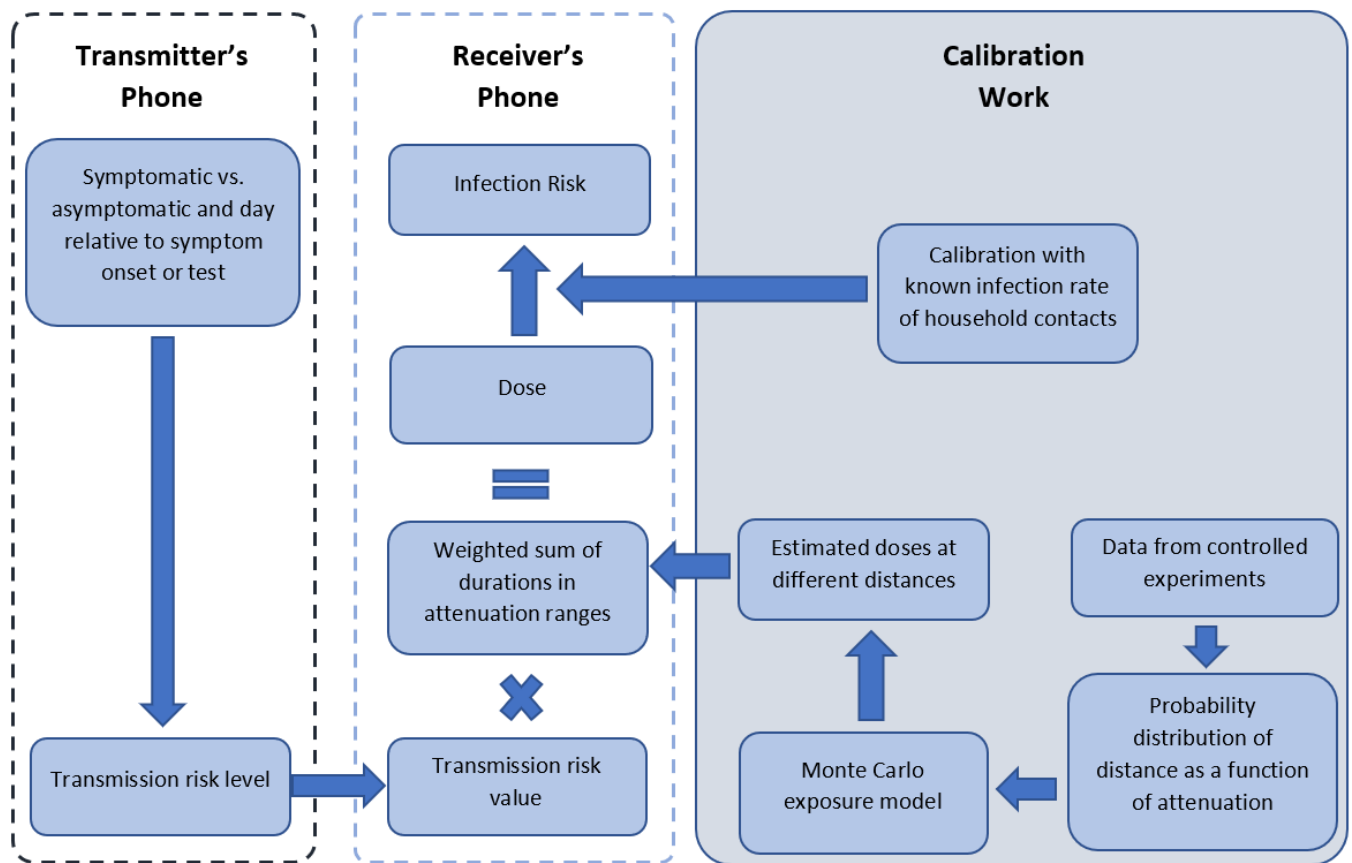 Transmitter's
Phone
Symptomatic vs.
asymptomatic and day
relative to symptom
onset or test
Transmission risk level
Receiver's
Phone
Infection Risk
Dose
Weighted sum of
durations in
attenuation ranges
Transmission risk
value
Calibration
Work
Calibration with
known infection rate
of household contacts
Estimated doses at
different distances
Data from controlled
experiments
Monte Carlo
exposure model
Probability
distribution of
distance as a function
of attenuation